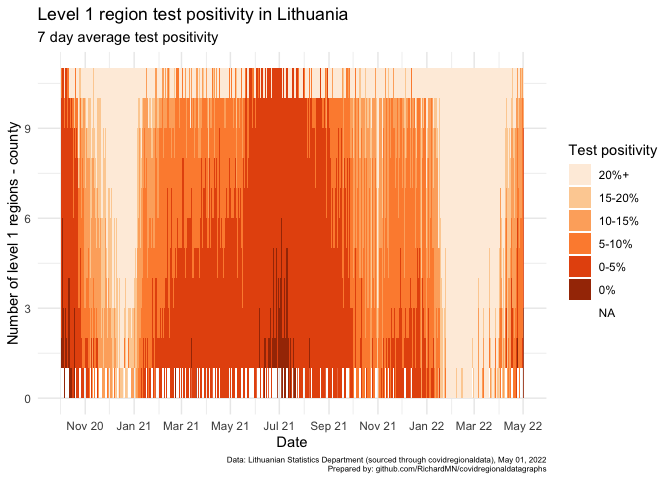 Level 1 region test positivity in Lithuania
7 day average test positivity
Number of level 1 regions - county
9
6
3
0
Nov 20 Jan 21 Mar 21 May 21 Jul 21 Sep 21 Nov 21 Jan 22 Mar 22 May 22
Date
Test positivity
20%+
15-20%
10-15%
5-10%
0-5%
0%
NA
Data: Lithuanian Statistics Department (sourced through covidregionaldata), May 01, 2022
Prepared by: github.com/RichardMN/covidregionaldatagraphs